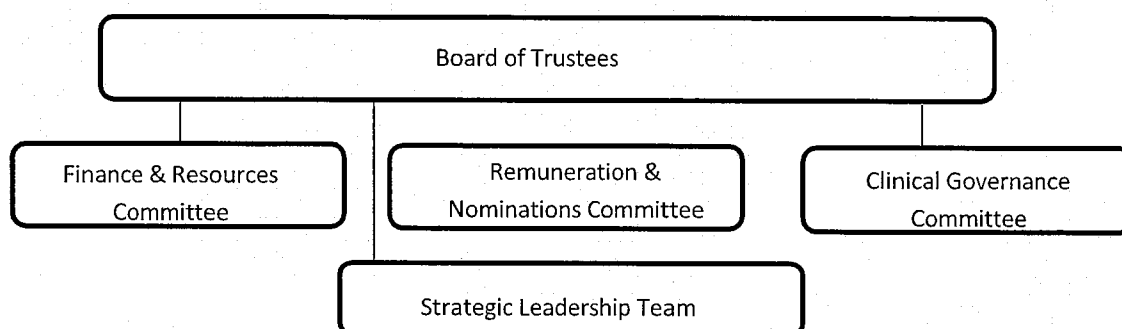 Board of Trustees
Finance & Resources
Committee
Remuneration &
Nominations Committee
Clinical Governance
Committee
Strategic Leadership Team